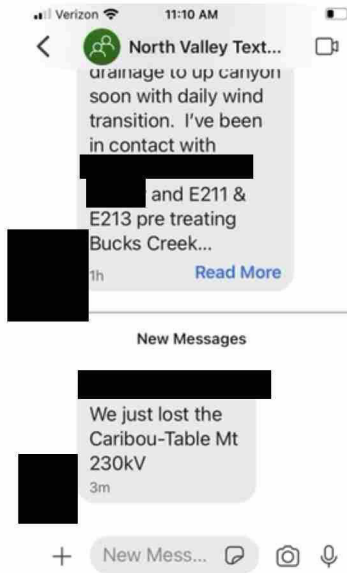 Verizon 11:10 AM
North Valley Text...
drainage to up canyon
soon with daily wind
transition. I've been
in contact with
and E211 &
E213 pre treating
Bucks Creek...
1h Read More
New Messages
We just lost the
Caribou-Table Mt
230kV
3m
New Mess...